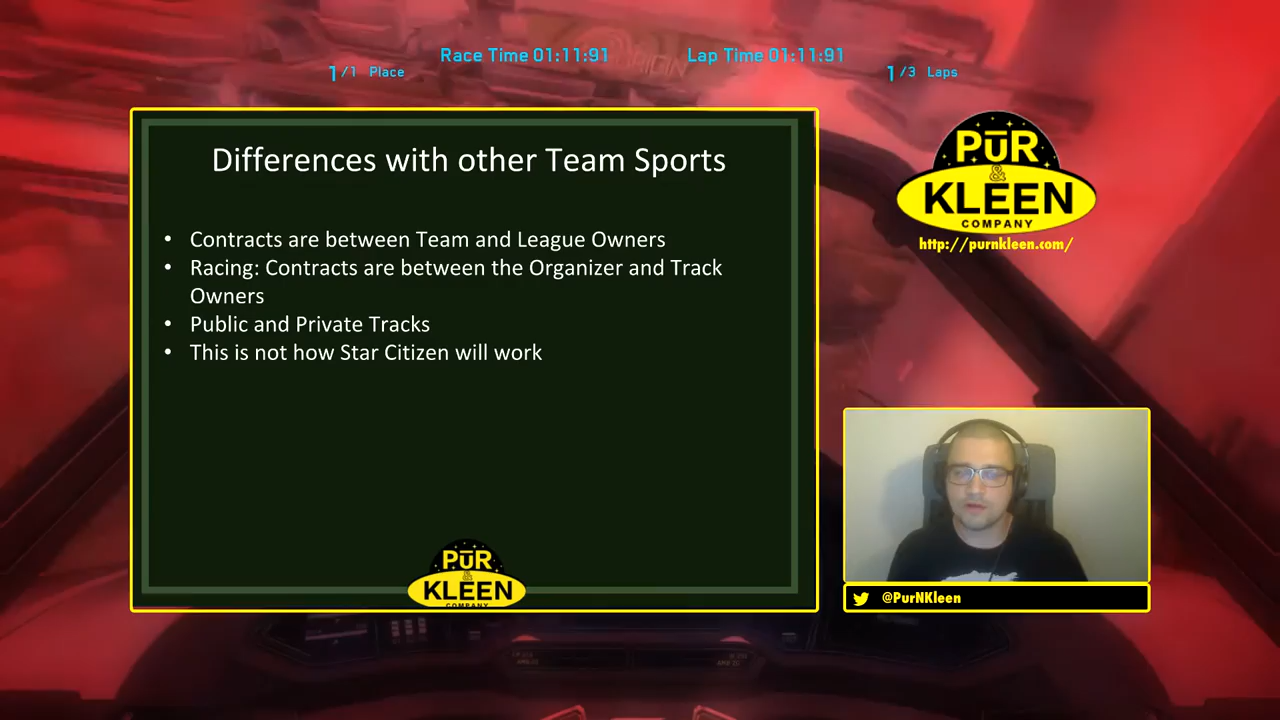 Race Time 01:11:91
Lap Time 01:11:91
1/1 Place
1/3 Laps
Differences with other Team Sports
• Contracts are between Team and League Owners
• Racing: Contracts are between the Organizer and Track
Owners
• Public and Private Tracks
• This is not how Star Citizen will work
PŪR
&
KLEEN
COMPANY
http://purnkleen.com/
PŪR
&
KLEEN
COMPANY
@PurNKleen